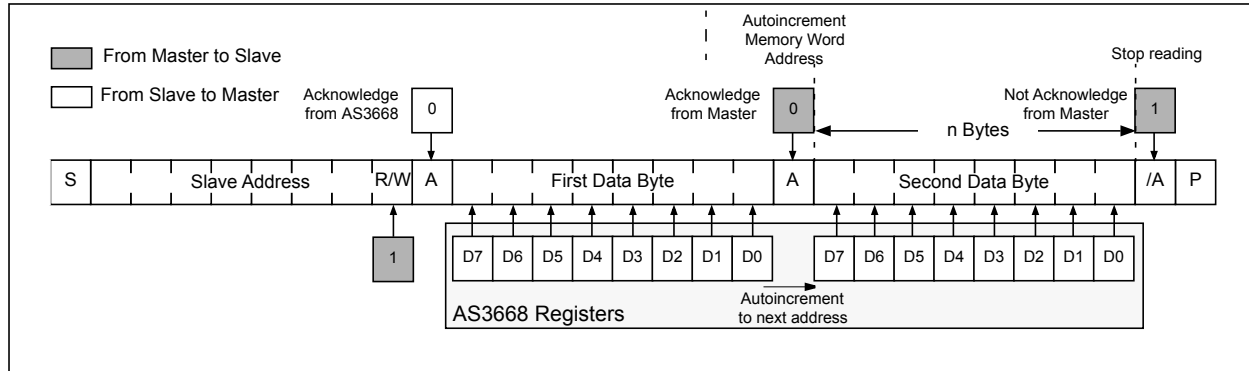 Autoincrement
Memory Word
Address
Stop reading
From Master to Slave
From Slave to Master
Acknowledge
from AS3668
0
Acknowledge
from Master
0
n Bytes
Not Acknowledge
from Master
1
S
Slave Address
R/W
A
First Data Byte
A
Second Data Byte
/A
P
1
D7 D6 D5 D4 D3 D2 D1 D0
D7 D6 D5 D4 D3 D2 D1 D0
Autoincrement
to next address
AS3668 Registers